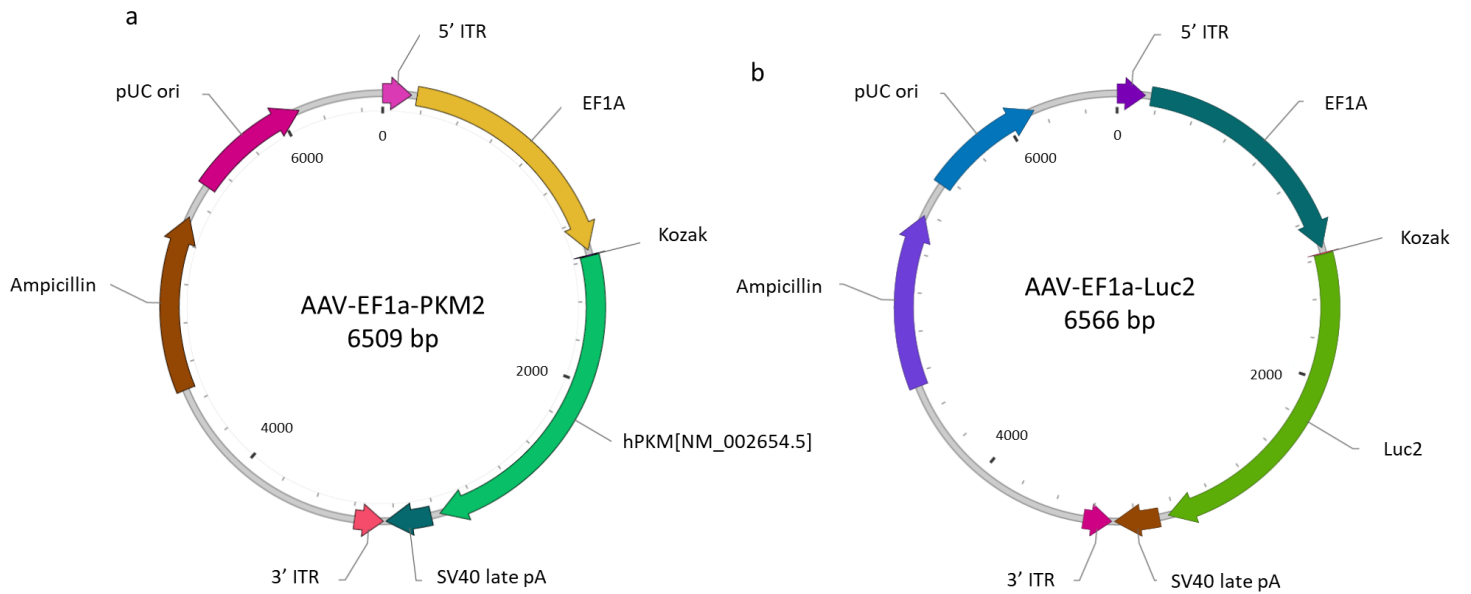 a
5’ ITR
pUC ori
EF1A
0
6000
Kozak
Ampicillin
AAV-EF1a-PKM2
6509 bp
2000
4000
hPKM[NM_002654.5]
3’ ITR
SV40 late pA
b
5’ ITR
pUC ori
EF1A
0
6000
Kozak
Ampicillin
AAV-EF1a-Luc2
6566 bp
2000
4000
Luc2
3’ ITR
SV40 late pA